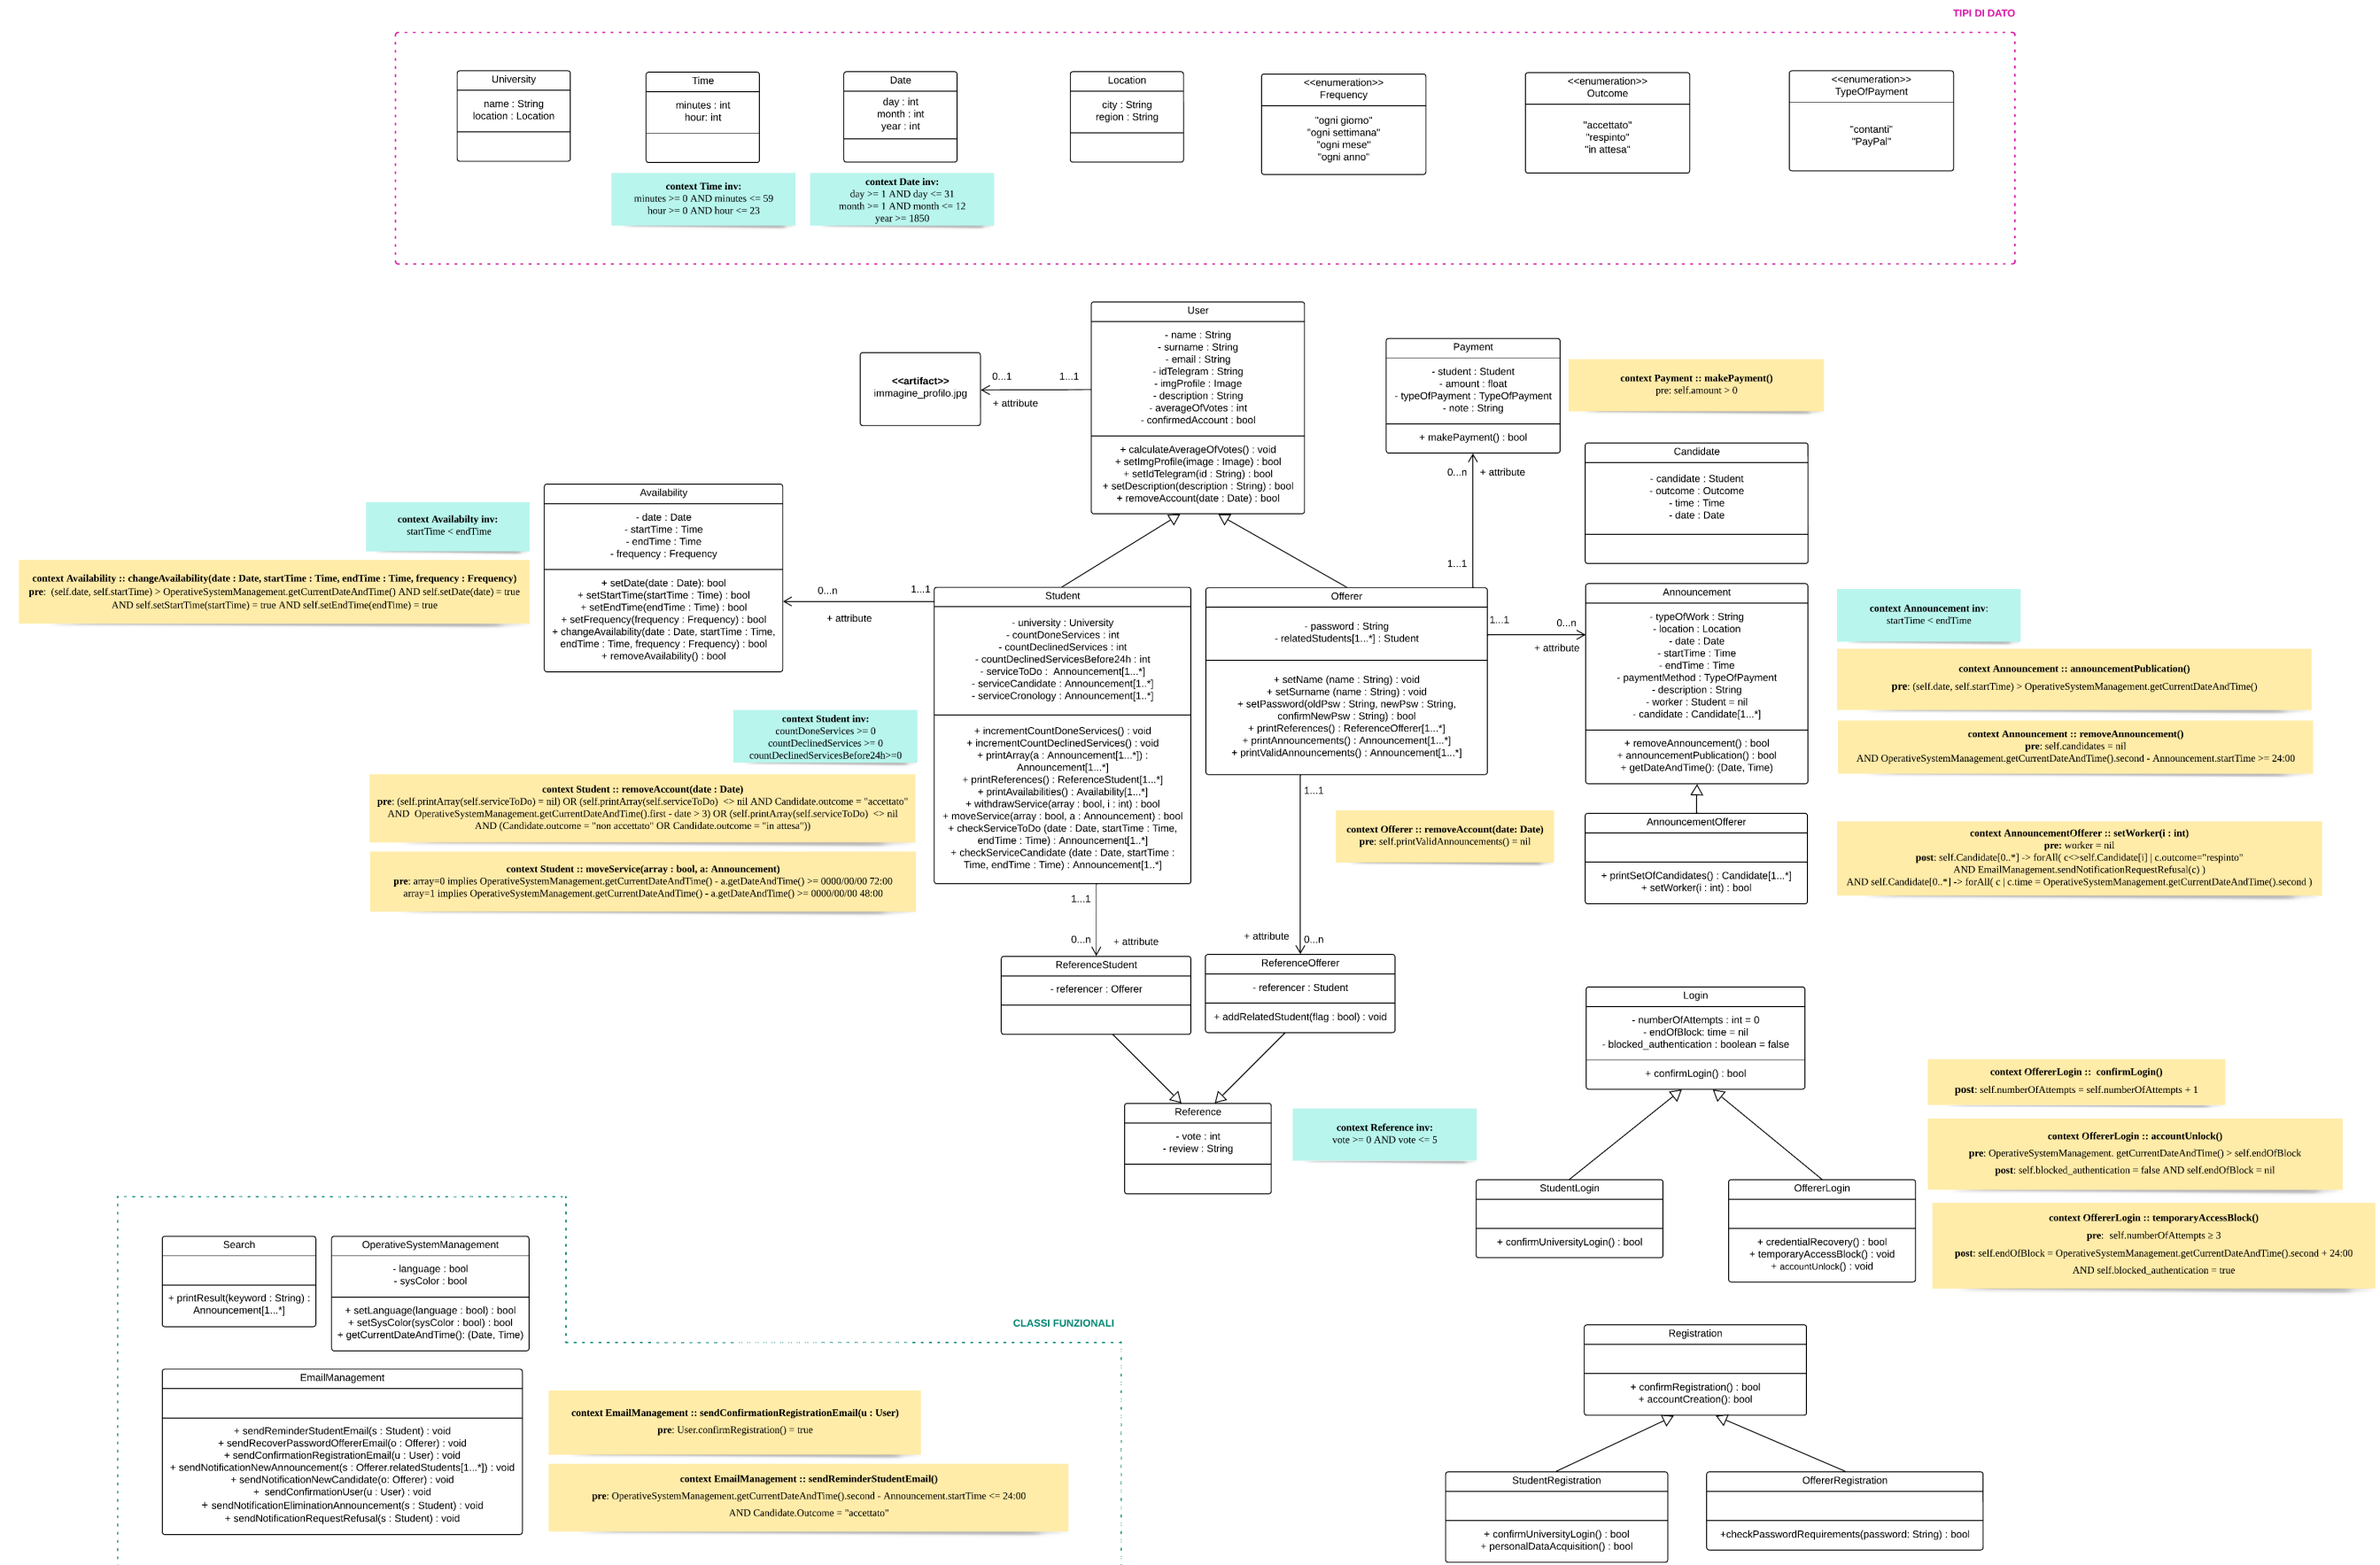 TIPI DI DATO
University
name : String
location : Location
Time
minutes : int
hour: int
context Time inv:
minutes >= 0 AND minutes <= 59
hour >= 0 AND hour <= 23
Date
day : int
month : int
year : int
context Date inv:
day >= 1 AND day <= 31
month >= 1 AND month <= 12
year >= 1850
Location
city : String
region : String
<<enumeration>>
Frequency
"ogni giorno"
"ogni settimana"
"ogni mese"
"ogni anno"
<<enumeration>>
Outcome
"accettato"
"respinto"
"in attesa"
<<enumeration>>
TypeOfPayment
"contanti"
"PayPal"
User
- name : String
- surname : String
- email : String
- idTelegram : String
- imgProfile : Image
- description : String
- averageOfVotes : int
- confirmedAccount : bool
+ calculateAverageOfVotes() : void
+ setImgProfile(image : Image) : bool
+ setIdTelegram(id : String) : bool
+ setDescription(description : String) : bool
+ removeAccount(date : Date) : bool
<<artifact>>
immagine_profilo.jpg
0...1
1...1
+ attribute
Payment
- student : Student
- amount : float
- typeOfPayment : TypeOfPayment
- note : String
+ makePayment() : bool
context Payment :: makePayment()
pre: self.amount > 0
0...n
+ attribute
1...1
Candidate
- candidate : Student
- outcome : Outcome
- time : Time
- date : Date
Availability
- date : Date
- startTime : Time
- endTime : Time
- frequency : Frequency
+ setDate(date : Date): bool
+ setStartTime(startTime : Time) : bool
+ setEndTime(endTime : Time) : bool
+ setFrequency(frequency : Frequency) : bool
+ changeAvailability(date : Date, startTime : Time,
endTime : Time, frequency : Frequency) : bool
+ removeAvailability() : bool
context Availabilty inv:
startTime < endTime
context Availability :: changeAvailability(date : Date, startTime : Time, endTime : Time, frequency : Frequency)
pre: (self.date, self.startTime) > OperativeSystemManagement.getCurrentDateAndTime() AND self.setDate(date) = true
AND self.setStartTime(startTime) = true AND self.setEndTime(endTime) = true
0...n
1...1
+ attribute
Student
- university : University
- countDoneServices : int
- countDeclinedServices : int
- countDeclinedServicesBefore24h : int
- serviceToDo : Announcement[1...*]
- serviceCandidate : Announcement[1..*]
- serviceCronology : Announcement[1..*]
+ incrementCountDoneServices() : void
+ incrementCountDeclinedServices() : void
+ printArray(a : Announcement[1...*]) :
Announcement[1...*]
+ printReferences() : ReferenceStudent[1...*]
+ printAvailabilities() : Availability[1...*]
+ withdrawService(array : bool, i : int) : bool
+ moveService(array : bool, a : Announcement) : bool
+ checkServiceToDo (date : Date, startTime : Time,
endTime : Time) : Announcement[1..*]
+ checkServiceCandidate (date : Date, startTime :
Time, endTime : Time) : Announcement[1..*]
context Student inv:
countDoneServices >= 0
countDeclinedServices >= 0
countDeclinedServicesBefore24h>=0
context Student :: removeAccount(date : Date)
pre: (self.printArray(self.serviceToDo) = nil) OR (self.printArray(self.serviceToDo) <> nil AND Candidate.outcome = "accettato"
AND OperativeSystemManagement.getCurrentDateAndTime().first - date > 3) OR (self.printArray(self.serviceToDo) <> nil
AND (Candidate.outcome = "non accettato" OR Candidate.outcome = "in attesa"))
context Student :: moveService(array : bool, a: Announcement)
pre: array=0 implies OperativeSystemManagement.getCurrentDateAndTime() - a.getDateAndTime() >= 0000/00/00 72:00
array=1 implies OperativeSystemManagement.getCurrentDateAndTime() - a.getDateAndTime() >= 0000/00/00 48:00
Offerer
- password : String
- relatedStudents[1...*] : Student
+ setName (name : String) : void
+ setSurname (name : String) : void
+ setPassword(oldPsw : String, newPsw : String,
confirmNewPsw : String) : bool
+ printReferences() : ReferenceOfferer[1...*]
+ printAnnouncements() : Announcement[1...*]
+ printValidAnnouncements() : Announcement[1...*]
1...1
0...n
+ attribute
Announcement
- typeOfWork : String
- location : Location
- date : Date
- startTime : Time
- endTime : Time
- paymentMethod : TypeOfPayment
- description : String
- worker : Student = nil
- candidate : Candidate[1...*]
+ removeAnnouncement() : bool
+ announcementPublication() : bool
+ getDateAndTime(): (Date, Time)
context Announcement inv:
startTime < endTime
context Announcement :: announcementPublication()
pre: (self.date, self.startTime) > OperativeSystemManagement.getCurrentDateAndTime()
context Announcement :: removeAnnouncement()
pre: self.candidates = nil
AND OperativeSystemManagement.getCurrentDateAndTime().second - Announcement.startTime >= 24:00
AnnouncementOfferer
+ printSetOfCandidates() : Candidate[1...*]
+ setWorker(i : int) : bool
context AnnouncementOfferer :: setWorker(i : int)
pre: worker = nil
post: self.Candidate[0..*] -> forAll( c<>self.Candidate[i] | c.outcome="respinto"
AND EmailManagement.sendNotificationRequestRefusal(c) )
AND self.Candidate[0..*] -> forAll( c | c.time = OperativeSystemManagement.getCurrentDateAndTime().second )
1...1
context Offerer :: removeAccount(date: Date)
pre: self.printValidAnnouncements() = nil
1...1
0...n
+ attribute
+ attribute
0...n
ReferenceStudent
- referencer : Offerer
ReferenceOfferer
- referencer : Student
+ addRelatedStudent(flag : bool) : void
Reference
- vote : int
- review : String
context Reference inv:
vote >= 0 AND vote <= 5
Login
- numberOfAttempts : int = 0
- endOfBlock: time = nil
- blocked_authentication : boolean = false
+ confirmLogin() : bool
context OffererLogin :: confirmLogin()
post: self.numberOfAttempts = self.numberOfAttempts + 1
context OffererLogin :: accountUnlock()
pre: OperativeSystemManagement. getCurrentDateAndTime() > self.endOfBlock
post: self.blocked_authentication = false AND self.endOfBlock = nil
context OffererLogin :: temporaryAccessBlock()
pre: self.numberOfAttempts ≥ 3
post: self.endOfBlock = OperativeSystemManagement.getCurrentDateAndTime().second + 24:00
AND self.blocked_authentication = true
StudentLogin
+ confirmUniversityLogin() : bool
OffererLogin
+ credentialRecovery() : bool
+ temporaryAccessBlock() : void
+ accountUnlock() : void
Search
+ printResult(keyword : String) :
Announcement[1...*]
OperativeSystemManagement
- language : bool
- sysColor : bool
+ setLanguage(language : bool) : bool
+ setSysColor(sysColor : bool) : bool
+ getCurrentDateAndTime(): (Date, Time)
CLASSI FUNZIONALI
EmailManagement
+ sendReminderStudentEmail(s : Student) : void
+ sendRecoverPasswordOffererEmail(o : Offerer) : void
+ sendConfirmationRegistrationEmail(u : User) : void
+ sendNotificationNewAnnouncement(s : Offerer.relatedStudents[1...*]) : void
+ sendNotificationNewCandidate(o: Offerer) : void
+ sendConfirmationUser(u : User) : void
+ sendNotificationEliminationAnnouncement(s : Student) : void
+ sendNotificationRequestRefusal(s : Student) : void
context EmailManagement :: sendConfirmationRegistrationEmail(u : User)
pre: User.confirmRegistration() = true
context EmailManagement :: sendReminderStudentEmail()
pre: OperativeSystemManagement.getCurrentDateAndTime().second - Announcement.startTime <= 24:00
AND Candidate.Outcome = "accettato"
Registration
+ confirmRegistration() : bool
+ accountCreation(): bool
StudentRegistration
+ confirmUniversityLogin() : bool
+ personalDataAcquisition() : bool
OffererRegistration
+checkPasswordRequirements(password: String) : bool